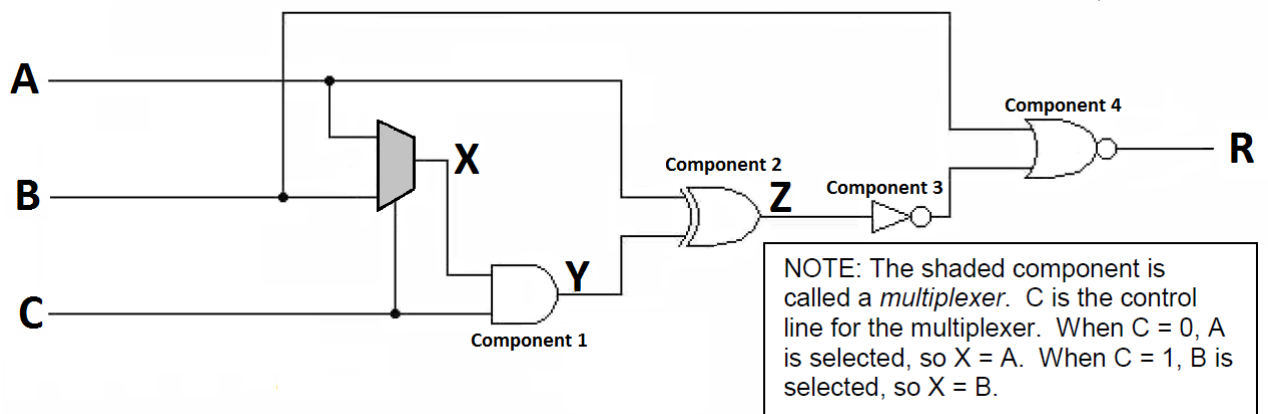 A
Component 4
R
X
Component 2
B
Z
Component 3
Y
C
Component 1
NOTE: The shaded component is
called a multiplexer. C is the control
line for the multiplexer. When C = 0, A
is selected, so X = A. When C = 1, B is
selected, so X = B.